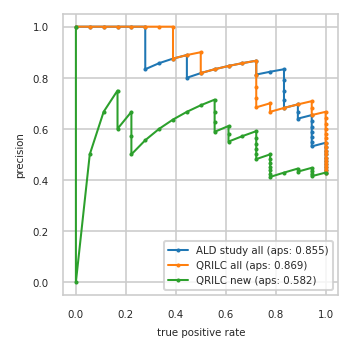 1.0
0.8
0.6
0.4
0.2
0.0
precision
0.0 0.2 0.4 0.6 0.8 1.0
true positive rate
ALD study all (aps: 0.855)
QRILC all (aps: 0.869)
QRILC new (aps: 0.582)